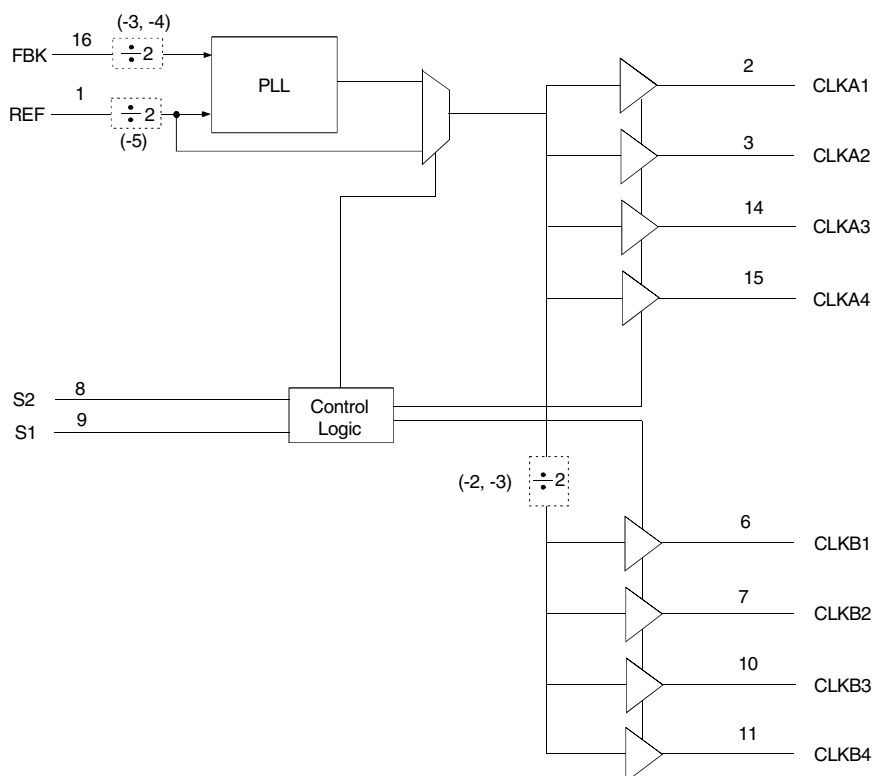 (-3, -4)
FBK 16 ÷2
PLL
REF 1 ÷2
(-5)
2 CLKA1
3 CLKA2
14 CLKA3
15 CLKA4
S2 8
S1 9
Control
Logic
(-2, -3) ÷2
6 CLKB1
7 CLKB2
10 CLKB3
11 CLKB4